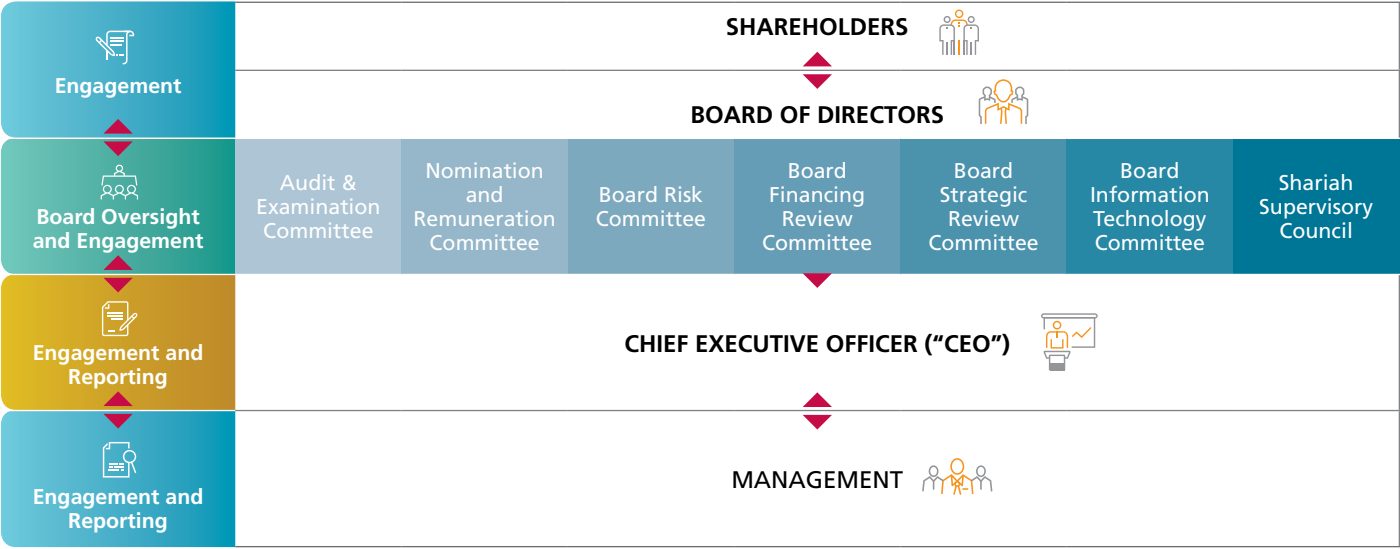 SHAREHOLDERS
Engagement
BOARD OF DIRECTORS
Board Oversight
and Engagement
Audit &
Examination
Committee
Nomination
and
Remuneration
Committee
Board Risk
Committee
Board
Financing
Review
Committee
Board
Strategic
Review
Committee
Board
Information
Technology
Committee
Shariah
Supervisory
Council
Engagement and
Reporting
CHIEF EXECUTIVE OFFICER (“CEO”)
Engagement and
Reporting
MANAGEMENT